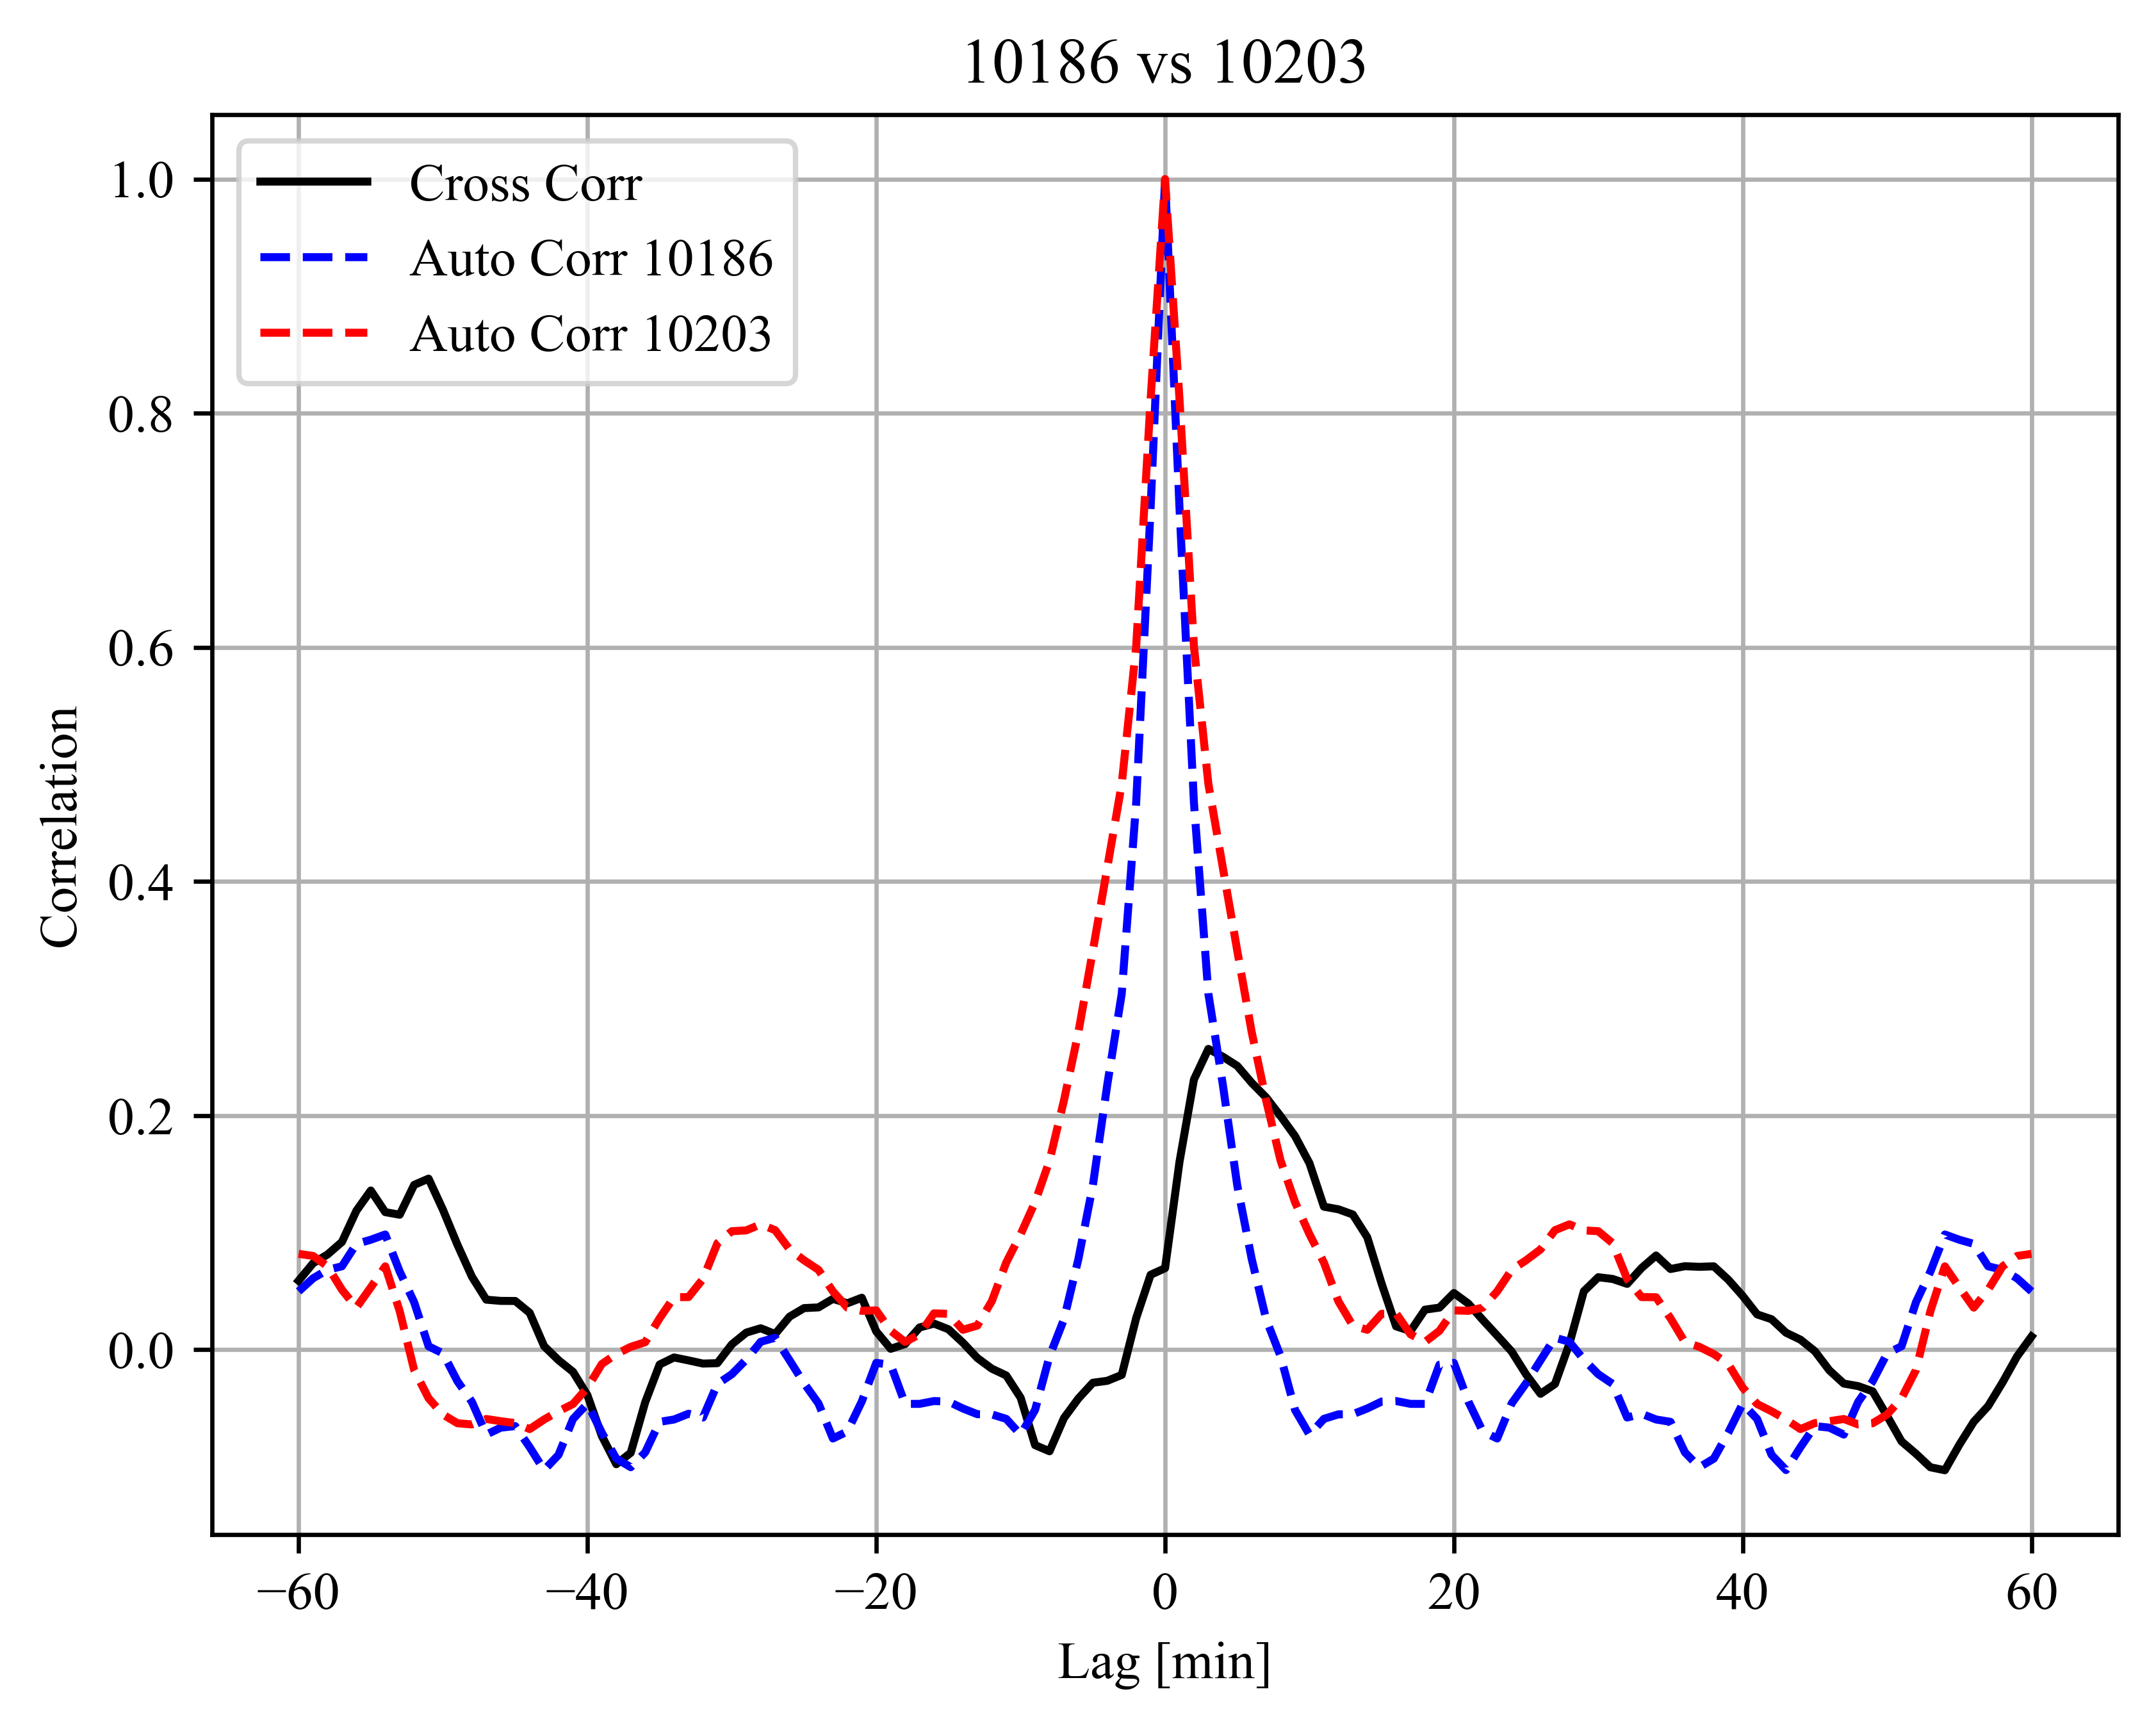 10186 vs 10203
Cross Corr
Auto Corr 10186
Auto Corr 10203
1.0
0.8
0.6
0.4
0.2
0.0
Correlation
−60 −40 −20 0 20 40 60
Lag [min]